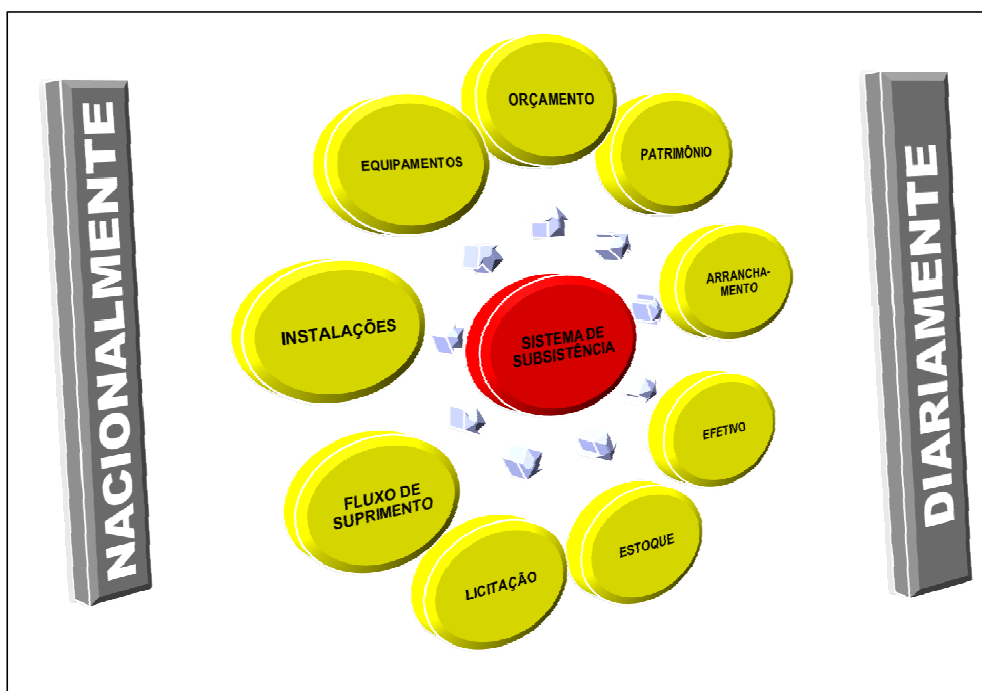 NACIONALMENTE
ORÇAMENTO
EQUIPAMENTOS
PATRIMÔNIO
ARRANCHA-
MENTO
INSTALAÇÕES
SISTEMA DE
SUBSISTÊNCIA
EFETIVO
FLUXO DE
SUPRIMENTO
ESTOQUE
LICITAÇÃO
DIARIAMENTE